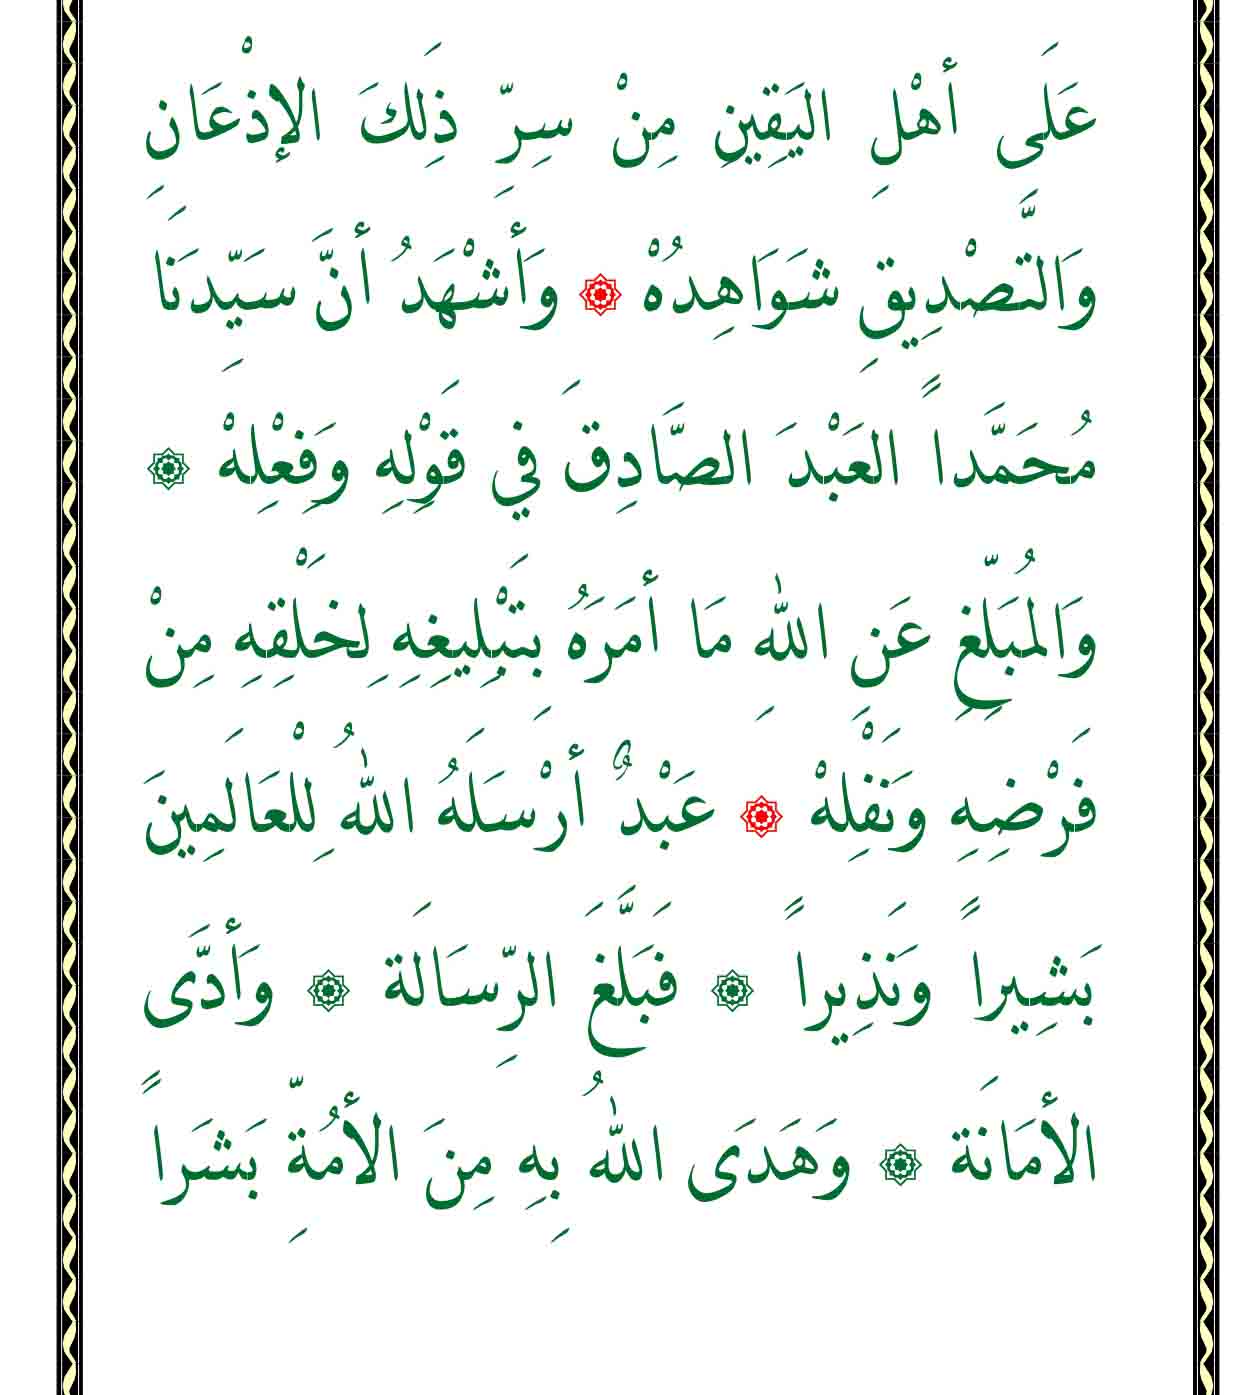 عَلَى أَهْلِ اليَقِينِ مِنْ سِرِّ ذَلِكَ الإِذْعَانِ
وَالتَّصْدِيقِ شَوَاهِدُهْ ۞ وَأَشْهَدُ أَنَّ سَيِّدَنَا
مُحَمَّداً العَبْدَ الصَّادِقَ فِي قَوْلِهِ وَفِعْلِهْ ۞
وَالمُبَلِّغِ عَنِ اللهِ مَا أَمَرَهُ بِتَبْلِيغِهِ لِخَلْقِهِ مِنْ
فَرْضِهِ وَنَفْلِهْ ۞ عَبْدٌ أَرْسَلَهُ اللهُ لِلْعَالَمِينَ
بَشِيراً وَنَذِيراً ۞ فَبَلَّغَ الرِّسَالَةَ ۞ وَأَدَّى
الأَمَانَةَ ۞ وَهَدَى اللهُ بِهِ مِنَ الأُمَّةِ بَشَراً